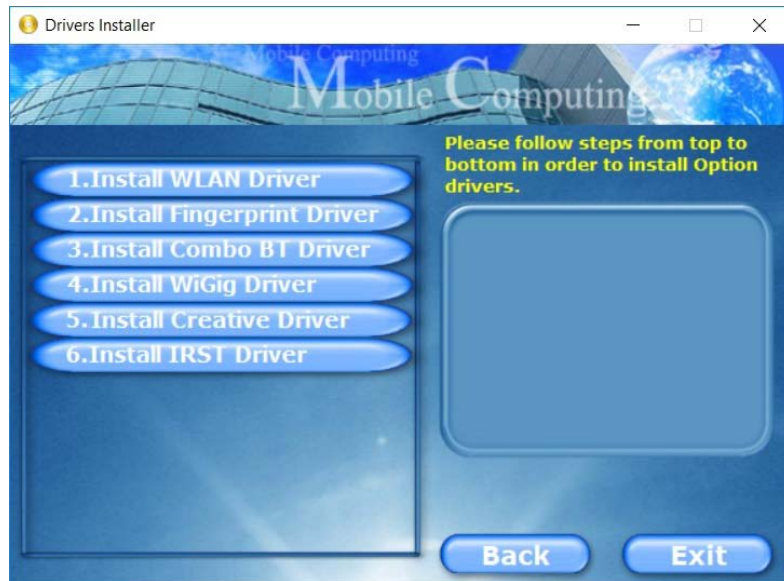 Drivers Installer
Mobile Computing
Mobile Computing
Please follow steps from top to
bottom in order to install Option
drivers.
1.Install WLAN Driver
2.Install Fingerprint Driver
3.Install Combo BT Driver
4.Install WiGig Driver
5.Install Creative Driver
6.Install IRST Driver
Back
Exit